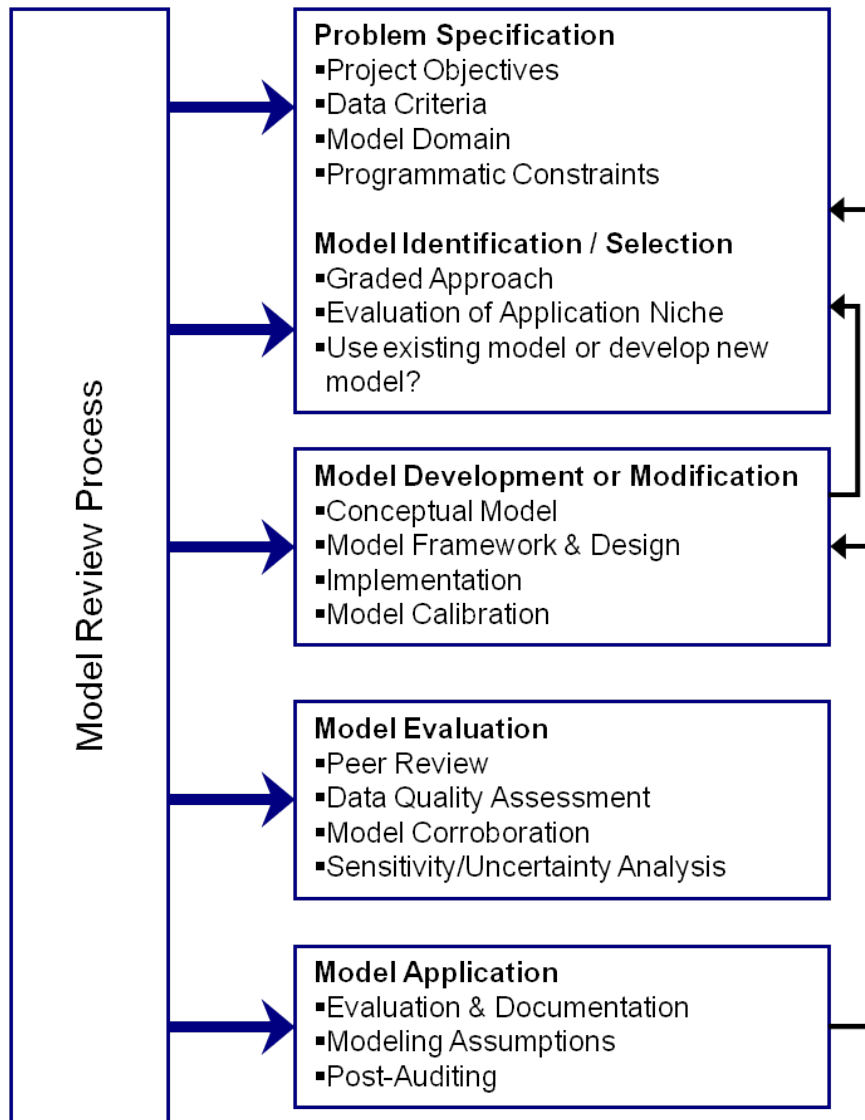 Model Review Process
Problem Specification
▪Project Objectives
▪Data Criteria
▪Model Domain
▪Programmatic Constraints
Model Identification / Selection
▪Graded Approach
▪Evaluation of Application Niche
▪Use existing model or develop new
model?
Model Development or Modification
▪Conceptual Model
▪Model Framework & Design
▪Implementation
▪Model Calibration
Model Evaluation
▪Peer Review
▪Data Quality Assessment
▪Model Corroboration
▪Sensitivity/Uncertainty Analysis
Model Application
▪Evaluation & Documentation
▪Modeling Assumptions
▪Post-Auditing